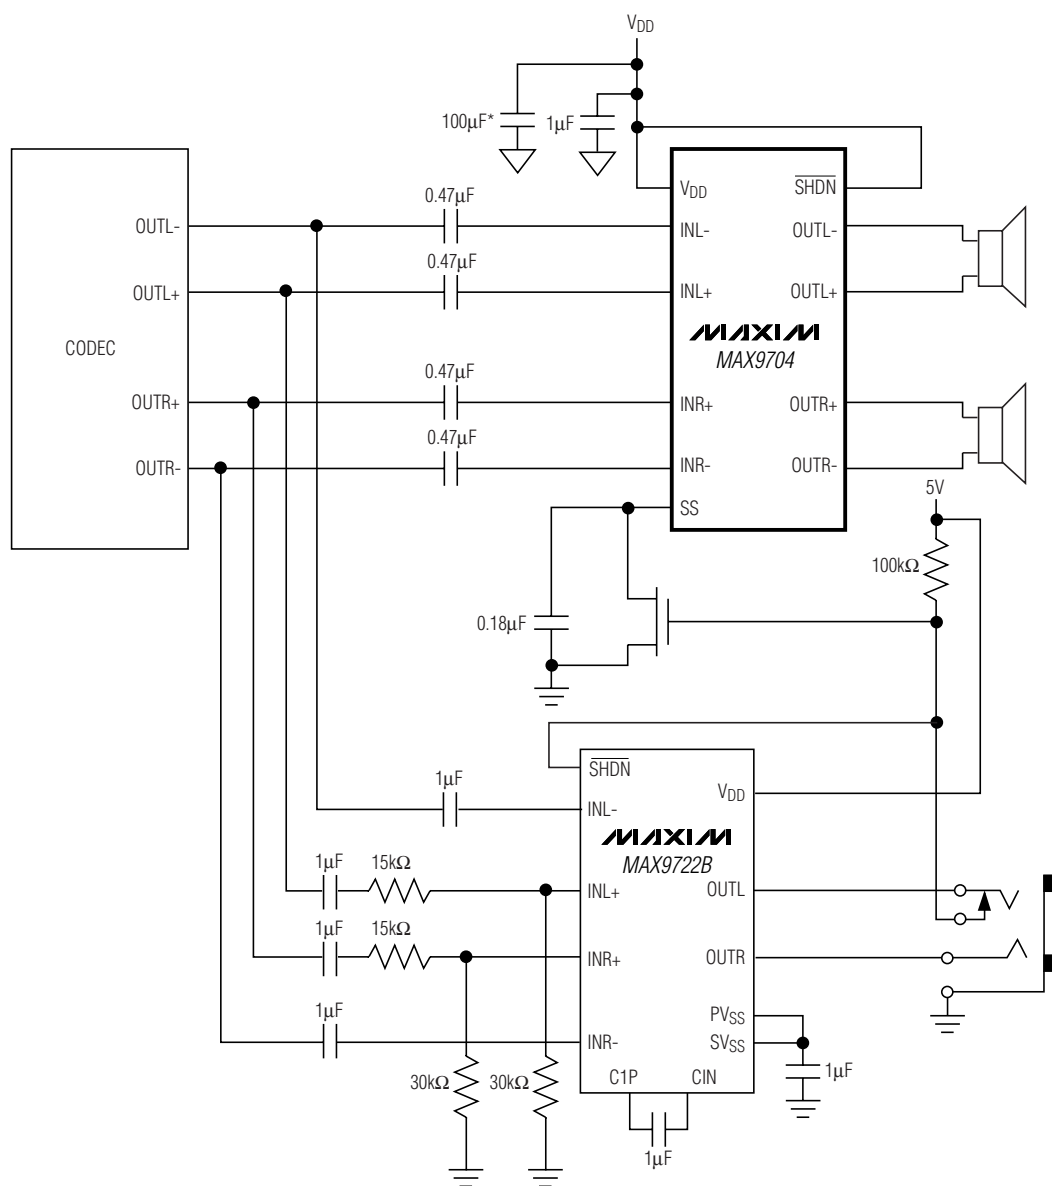 VDD
100µF*
1µF
VDD
SHDN
0.47µF
OUTL-
INL-
OUTL-
0.47µF
OUTL+
INL+
OUTL+
CODEC
MAXIM
MAX9704
0.47µF
OUTR+
INR+
OUTR+
0.47µF
OUTR-
INR-
OUTR-
SS
5V
100kΩ
0.18µF
SHDN
1µF
VDD
INL-
MAXIM
MAX9722B
1µF
15kΩ
INL+
OUTL
1µF
15kΩ
INR+
OUTR
1µF
PVSS
INR-
SVSS
30kΩ
30kΩ
C1P
CIN
1µF
1µF